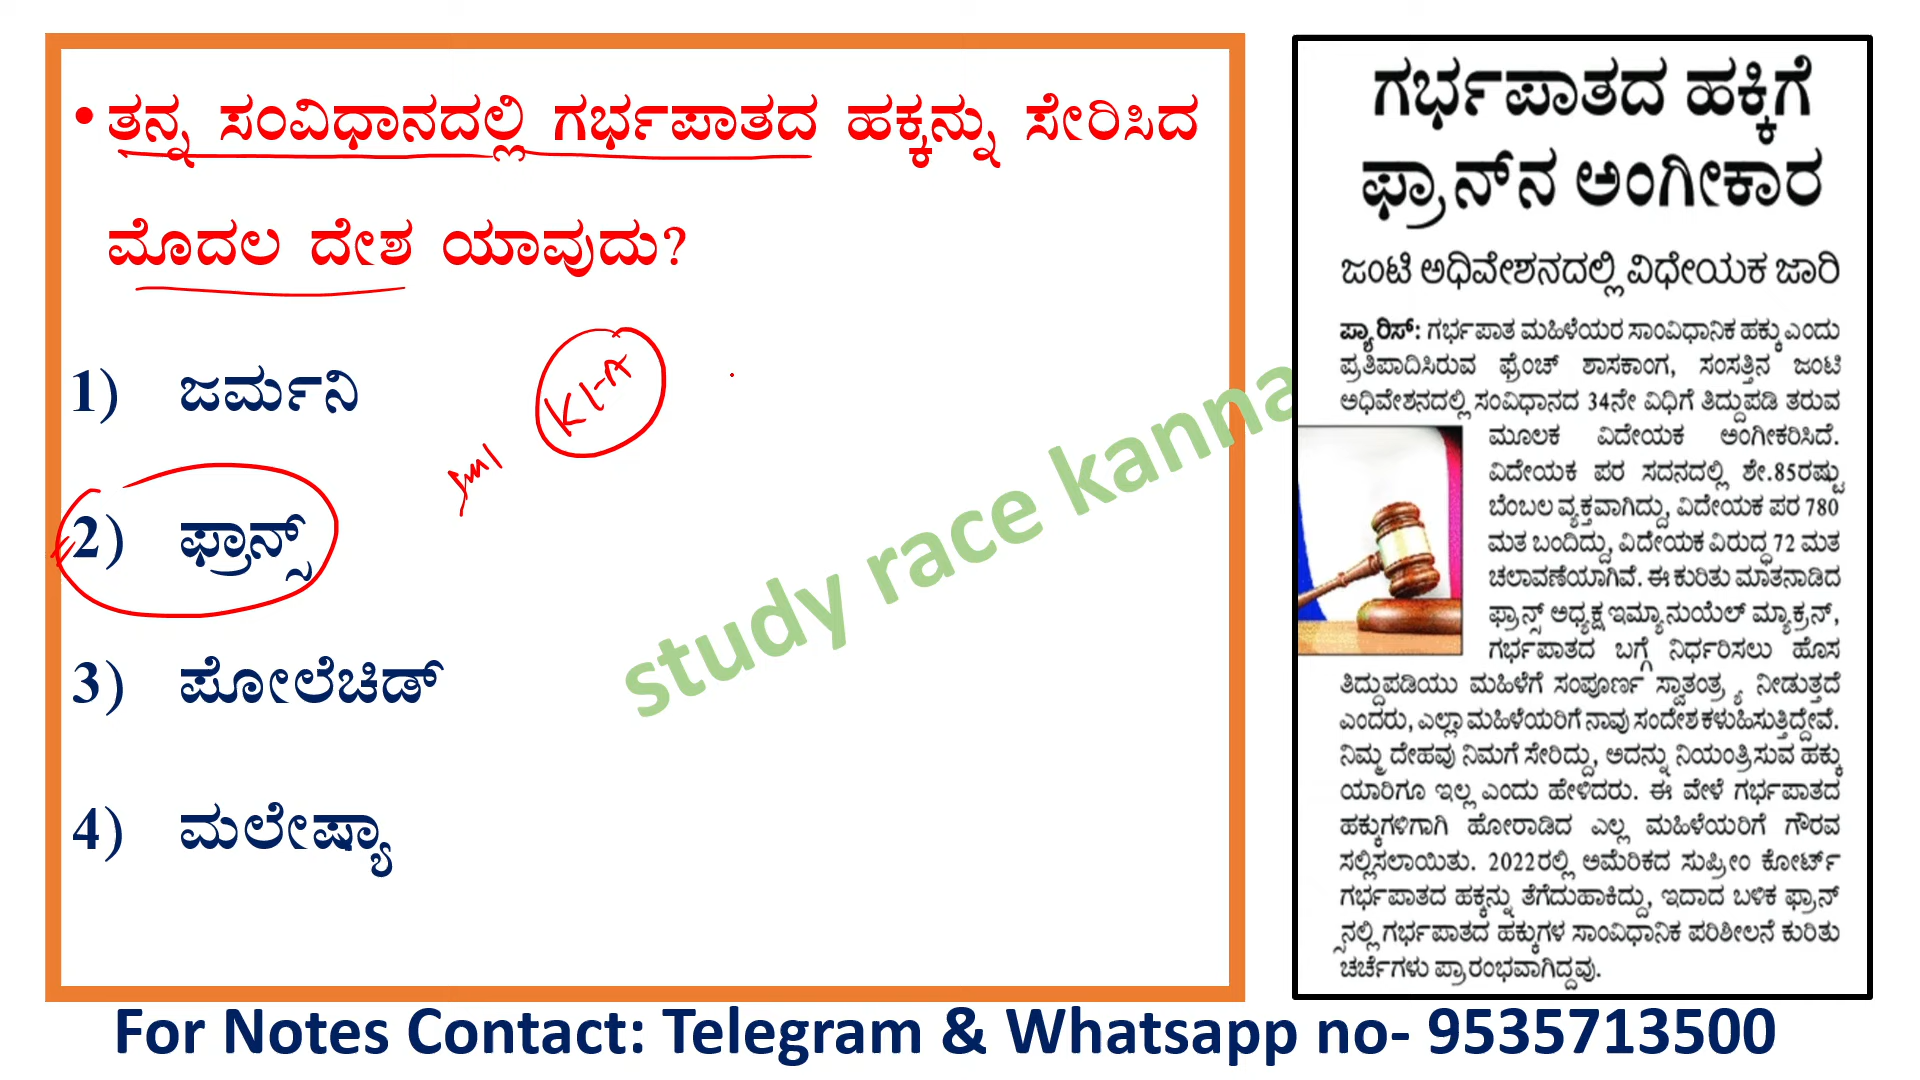 • ತನ್ನ ಸಂವಿಧಾನದಲ್ಲಿ ಗರ್ಭಪಾತದ ಹಕ್ಕನ್ನು ಸೇರಿಸಿದ
ಮೊದಲ ದೇಶ ಯಾವುದು?
1) ಜರ್ಮನಿ
2) ಫ್ರಾನ್ಸ್
3) ಪೋಲೆಚಿಡ್
4) ಮಲೇಷ್ಯಾ
K1-A
study race kanna
ಗರ್ಭಪಾತದ ಹಕ್ಕಿಗೆ
ಫ್ರಾನ್‌ನ ಅಂಗೀಕಾರ
ಜಂಟಿ ಅಧಿವೇಶನದಲ್ಲಿ ವಿಧೇಯಕ ಜಾರಿ
ಪ್ಯಾರಿಸ್: ಗರ್ಭಪಾತ ಮಹಿಳೆಯರ ಸಾಂವಿಧಾನಿಕ ಹಕ್ಕು ಎಂದು
ಪ್ರತಿಪಾದಿಸಿರುವ ಫ್ರೆಂಚ್ ಶಾಸಕಾಂಗ, ಸಂಸತ್ತಿನ ಜಂಟಿ
ಅಧಿವೇಶನದಲ್ಲಿ ಸಂವಿಧಾನದ 34ನೇ ವಿಧಿಗೆ ತಿದ್ದುಪಡಿ ತರುವ
ಮೂಲಕ ವಿದೇಯಕ ಅಂಗೀಕರಿಸಿದೆ.
ವಿದೇಯಕ ಪರ ಸದನದಲ್ಲಿ ಶೇ.85ರಷ್ಟು
ಬೆಂಬಲ ವ್ಯಕ್ತವಾಗಿದ್ದು, ವಿದೇಯಕ ಪರ 780
ಮತ ಬಂದಿದ್ದು, ವಿದೇಯಕ ವಿರುದ್ಧ 72 ಮತ
ಚಲಾವಣೆಯಾಗಿವೆ. ಈ ಕುರಿತು ಮಾತನಾಡಿದ
ಫ್ರಾನ್ಸ್ ಅಧ್ಯಕ್ಷ ಇಮ್ಯಾನುಯೆಲ್ ಮ್ಯಾಕ್ರನ್,
ಗರ್ಭಪಾತದ ಬಗ್ಗೆ ನಿರ್ಧರಿಸಲು ಹೊಸ
ತಿದ್ದುಪಡಿಯು ಮಹಿಳೆಗೆ ಸಂಪೂರ್ಣ ಸ್ವಾತಂತ್ರ್ಯ ನೀಡುತ್ತದೆ
ಎಂದರು, ಎಲ್ಲಾ ಮಹಿಳೆಯರಿಗೆ ನಾವು ಸಂದೇಶ ಕಳುಹಿಸುತ್ತಿದ್ದೇವೆ.
ನಿಮ್ಮ ದೇಹವು ನಿಮಗೆ ಸೇರಿದ್ದು, ಅದನ್ನು ನಿಯಂತ್ರಿಸುವ ಹಕ್ಕು
ಯಾರಿಗೂ ಇಲ್ಲ ಎಂದು ಹೇಳಿದರು. ಈ ವೇಳೆ ಗರ್ಭಪಾತದ
ಹಕ್ಕುಗಳಿಗಾಗಿ ಹೋರಾಡಿದ ಎಲ್ಲ ಮಹಿಳೆಯರಿಗೆ ಗೌರವ
ಸಲ್ಲಿಸಲಾಯಿತು. 2022ರಲ್ಲಿ ಅಮೆರಿಕದ ಸುಪ್ರೀಂ ಕೋರ್ಟ್
ಗರ್ಭಪಾತದ ಹಕ್ಕನ್ನು ತೆಗೆದುಹಾಕಿದ್ದು, ಇದಾದ ಬಳಿಕ ಫ್ರಾನ್
ಸ್ನಲ್ಲಿ ಗರ್ಭಪಾತದ ಹಕ್ಕುಗಳ ಸಾಂವಿಧಾನಿಕ ಪರಿಶೀಲನೆ ಕುರಿತು
ಚರ್ಚೆಗಳು ಪ್ರಾರಂಭವಾಗಿದ್ದವು.
For Notes Contact: Telegram & Whatsapp no- 9535713500